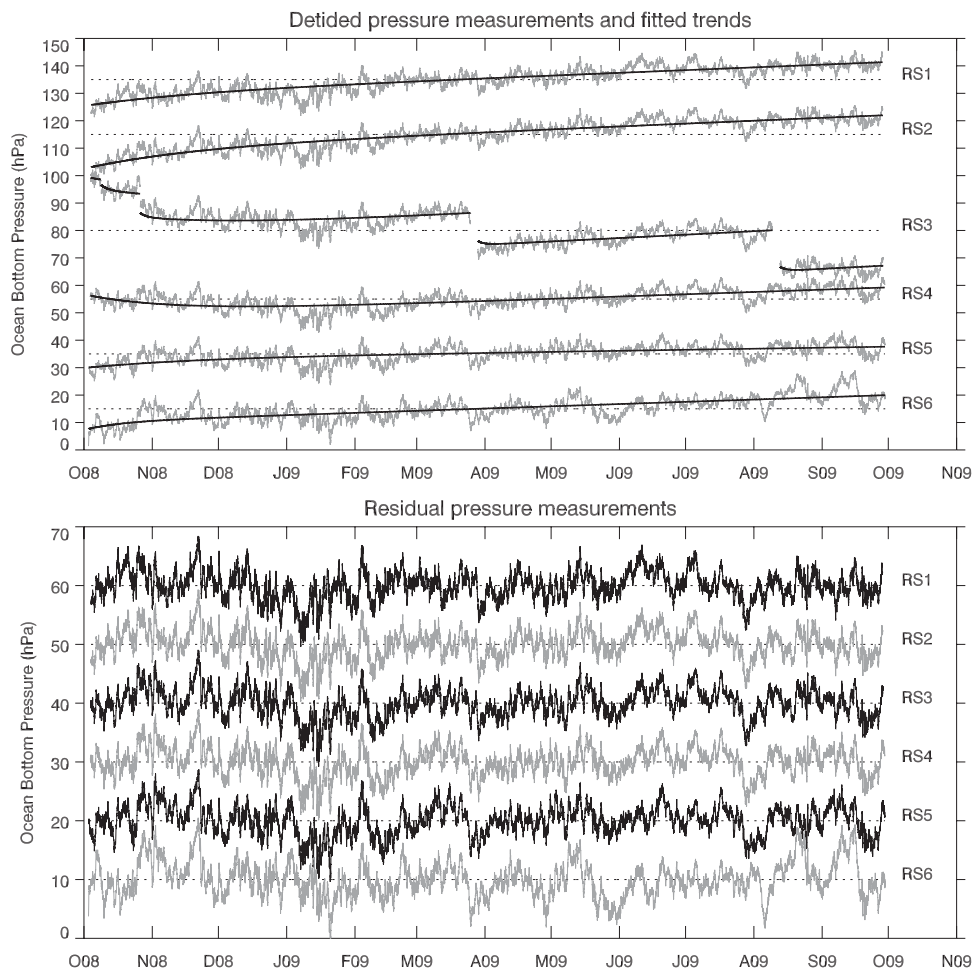 Detided pressure measurements and fitted trends
Ocean Bottom Pressure (hPa)
150
140
130
120
110
100
90
80
70
60
50
40
30
20
10
0
RS1
RS2
RS3
RS4
RS5
RS6
O08 N08 D08 J09 F09 M09 A09 M09 J09 J09 A09 S09 O09 N09
Residual pressure measurements
Ocean Bottom Pressure (hPa)
70
60
50
40
30
20
10
0
RS1
RS2
RS3
RS4
RS5
RS6
O08 N08 D08 J09 F09 M09 A09 M09 J09 J09 A09 S09 O09 N09